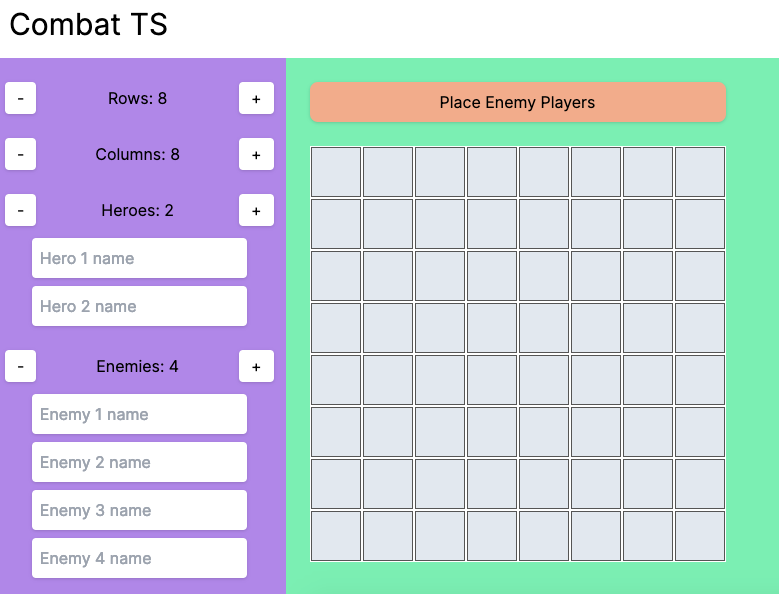 Combat TS
- Rows: 8 +
- Columns: 8 +
- Heroes: 2 +
Hero 1 name
Hero 2 name
- Enemies: 4 +
Enemy 1 name
Enemy 2 name
Enemy 3 name
Enemy 4 name
Place Enemy Players